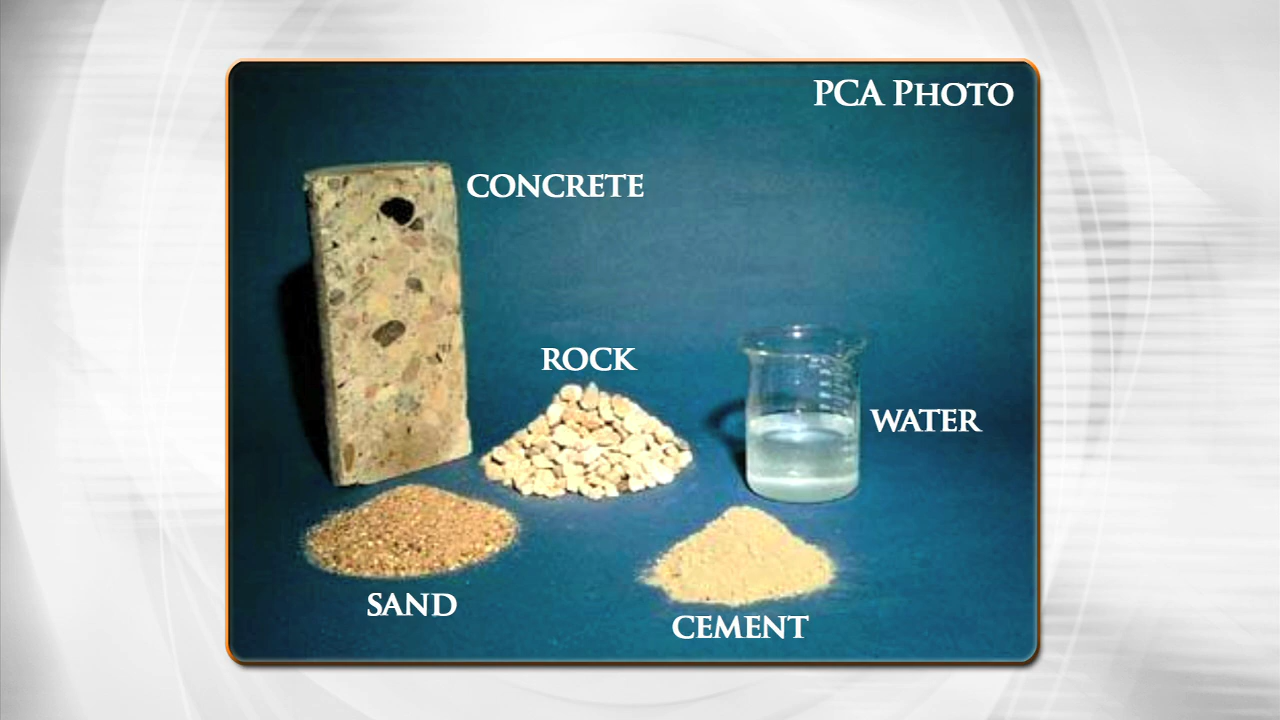 PCA PHOTO
CONCRETE
ROCK
WATER
SAND
CEMENT